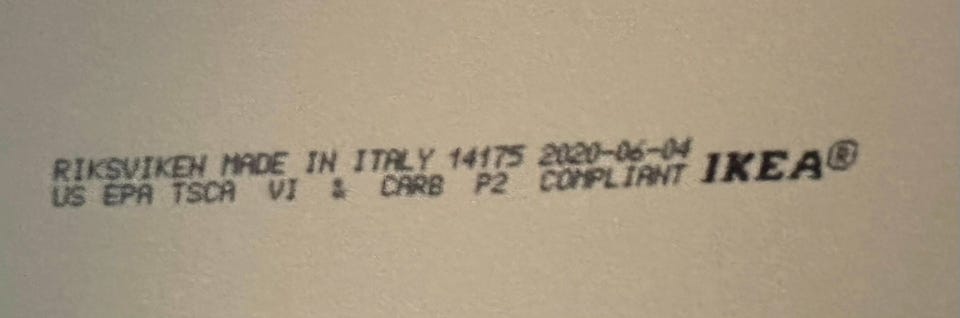 RIKSVIKEN MADE IN ITALY 14175 2020-06-04 IKEA®
US EPA TSCA VI & CARB P2 COMPLIANT